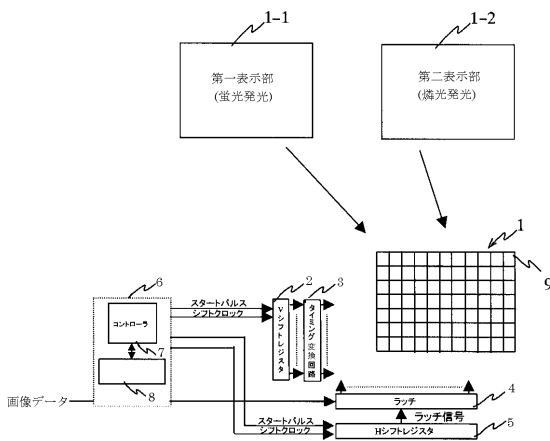 1-1
1-2
第一表示部
(蛍光発光)
第二表示部
(燐光発光)
1
9
6
2
3
スタートパルス
シフトクロック
Vシフトレジスタ
タイミング変換回路
コントローラ
7
8
画像データ
ラッチ
4
ラッチ信号
スタートパルス
シフトクロック
Hシフトレジスタ
5